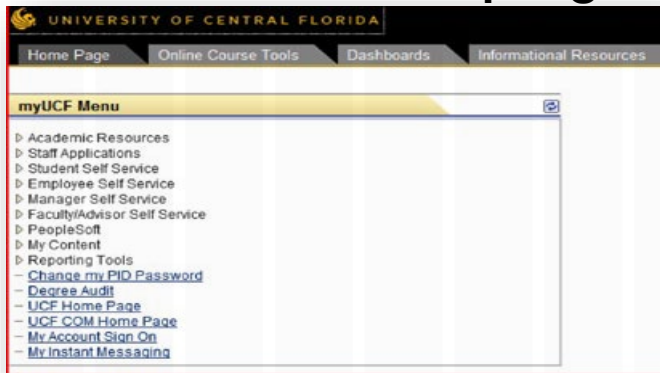 UNIVERSITY OF CENTRAL FLORIDA
Home Page Online Course Tools Dashboards Informational Resources
myUCF Menu
Academic Resources
Staff Applications
Student Self Service
Employee Self Service
Manager Self Service
Faculty/Advisor Self Service
PeopleSoft
My Content
Reporting Tools
Change my PID Password
Degree Audit
UCF Home Page
UCF COM Home Page
My Account Sign On
My Instant Messaging